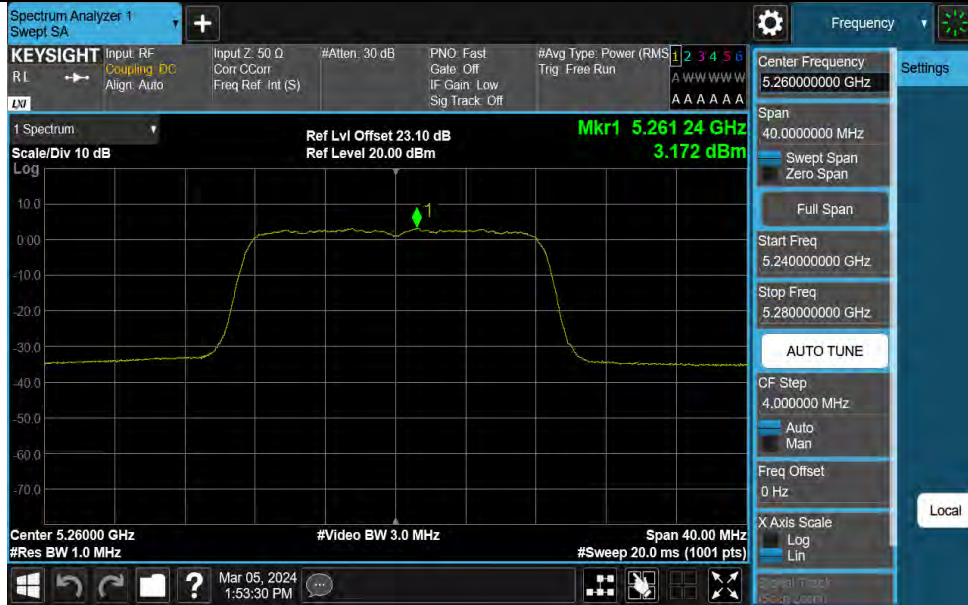 Spectrum Analyzer 1
Swept SA
+
Frequency
KEYSIGHT
RL
LXI
Input: RF
Coupling: DC
Align: Auto
Input Z: 50 Ω
Corr CCorr
Freq Ref: Int (S)
#Atten: 30 dB
PNO: Fast
Gate: Off
IF Gain: Low
Sig Track: Off
#Avg Type: Power (RMS
Trig: Free Run
1 2 3 4 5 6
A W W W W W
A A A A A A
1 Spectrum
Scale/Div 10 dB
Log
Ref Lvl Offset 23.10 dB
Ref Level 20.00 dBm
Mkr1 5.261 24 GHz
3.172 dBm
1
10.0
0.00
-10.0
-20.0
-30.0
-40.0
-50.0
-60.0
-70.0
Center 5.26000 GHz
#Res BW 1.0 MHz
#Video BW 3.0 MHz
Span 40.00 MHz
#Sweep 20.0 ms (1001 pts)
?
Mar 05, 2024
1:53:30 PM
Center Frequency
5.260000000 GHz
Span
40.0000000 MHz
Swept Span
Zero Span
Full Span
Start Freq
5.240000000 GHz
Stop Freq
5.280000000 GHz
AUTO TUNE
CF Step
4.000000 MHz
Auto
Man
Freq Offset
0 Hz
X Axis Scale
Log
Lin
Signal Track
(Span Zoom)
Settings
Local